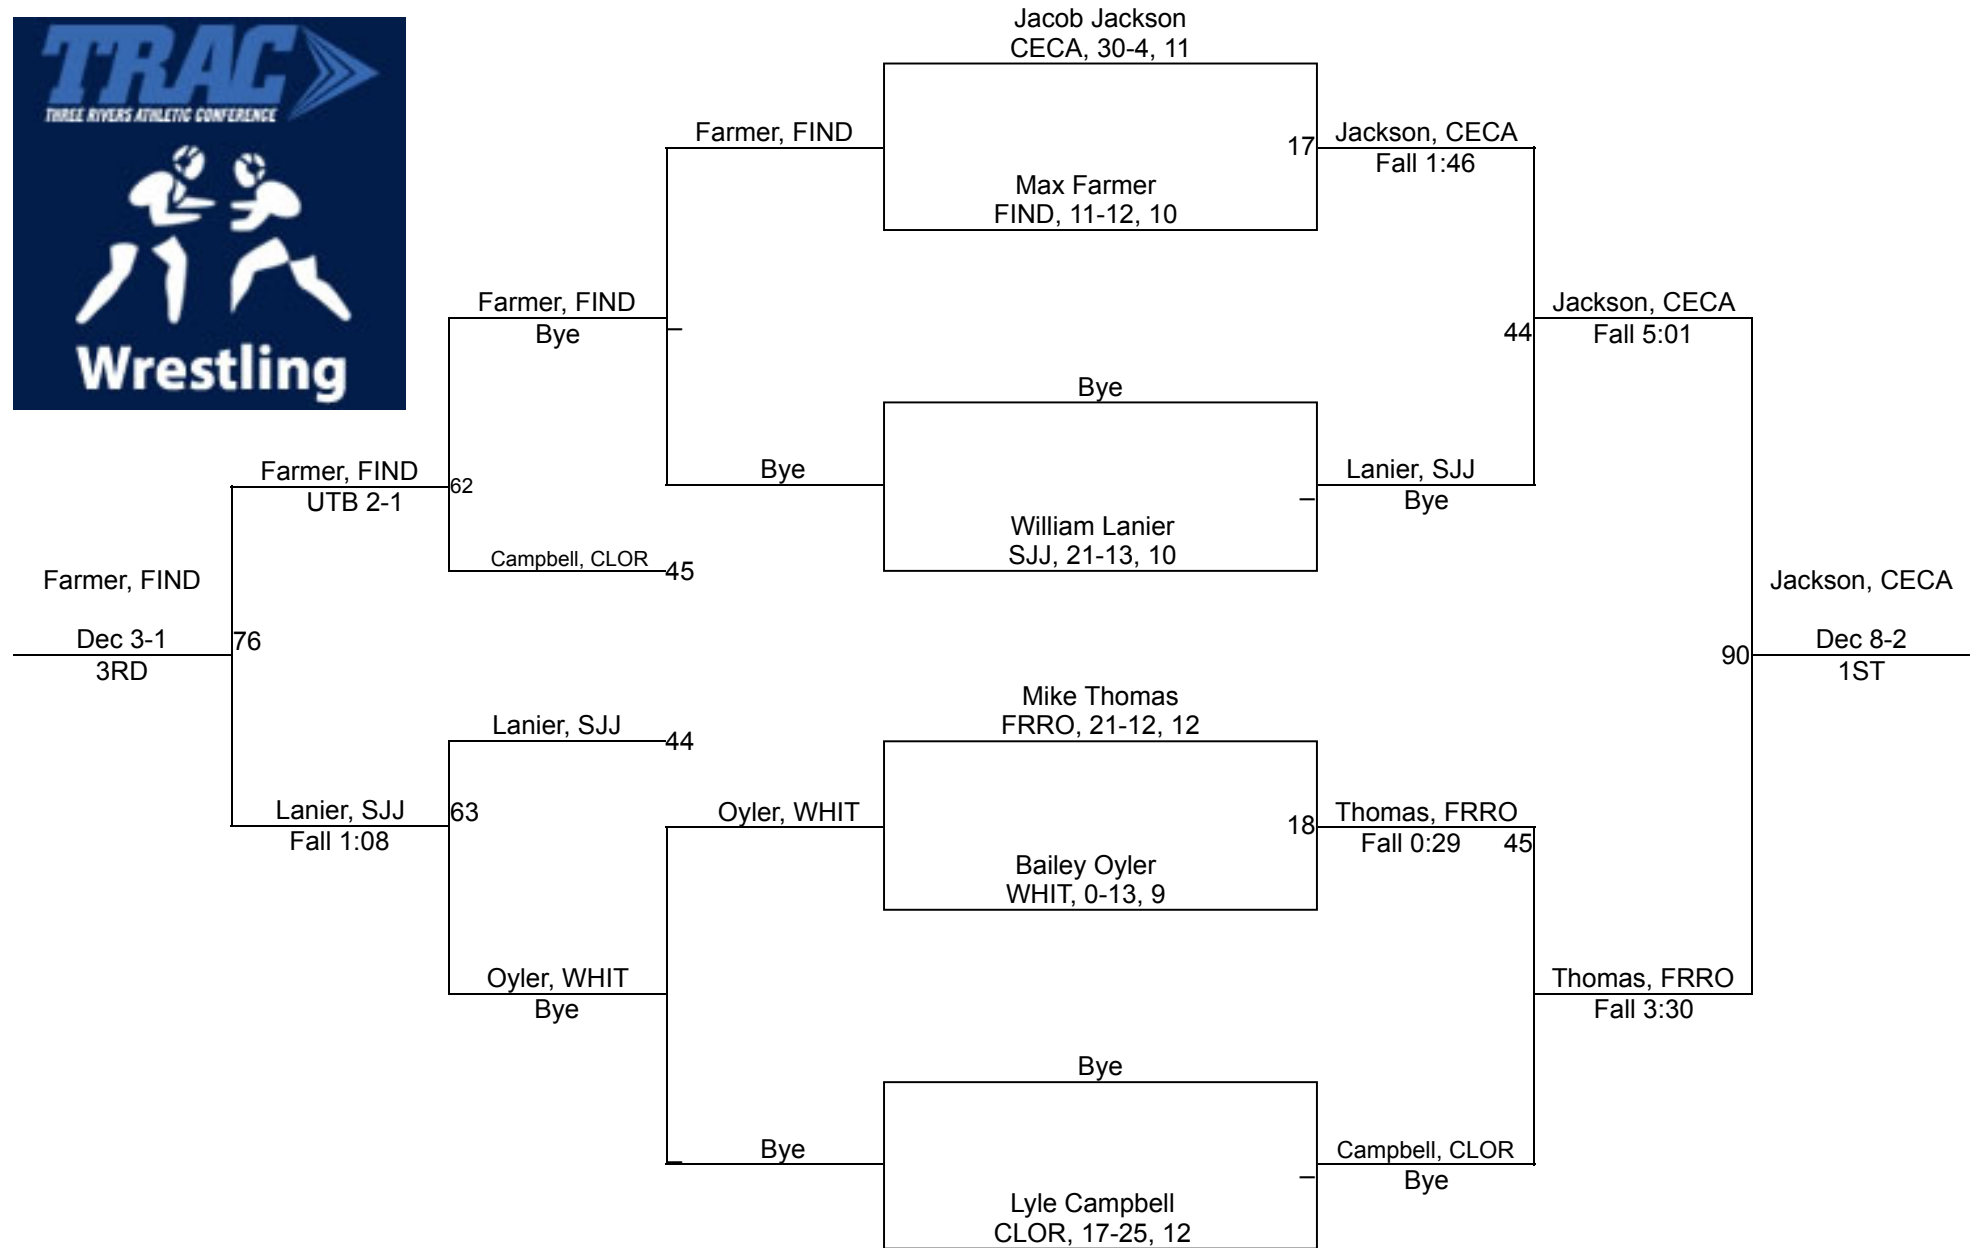 TRAC
THREE RIVERS ATHLETIC CONFERENCE
Wrestling
Jacob Jackson
CECA, 30-4, 11
Farmer, FIND
17
Jackson, CECA
Fall 1:46
Max Farmer
FIND, 11-12, 10
Farmer, FIND
Bye
44
Jackson, CECA
Fall 5:01
Bye
Farmer, FIND
UTB 2-1
62
Bye
Lanier, SJJ
Bye
William Lanier
SJJ, 21-13, 10
Campbell, CLOR
45
Farmer, FIND
Dec 3-1
3RD
76
Jackson, CECA
90
Dec 8-2
1ST
Mike Thomas
FRRO, 21-12, 12
Lanier, SJJ
44
Lanier, SJJ
Fall 1:08
63
Oyler, WHIT
18
Thomas, FRRO
Fall 0:29
45
Bailey Oyler
WHIT, 0-13, 9
Oyler, WHIT
Bye
Thomas, FRRO
Fall 3:30
Bye
Bye
Campbell, CLOR
Bye
Lyle Campbell
CLOR, 17-25, 12